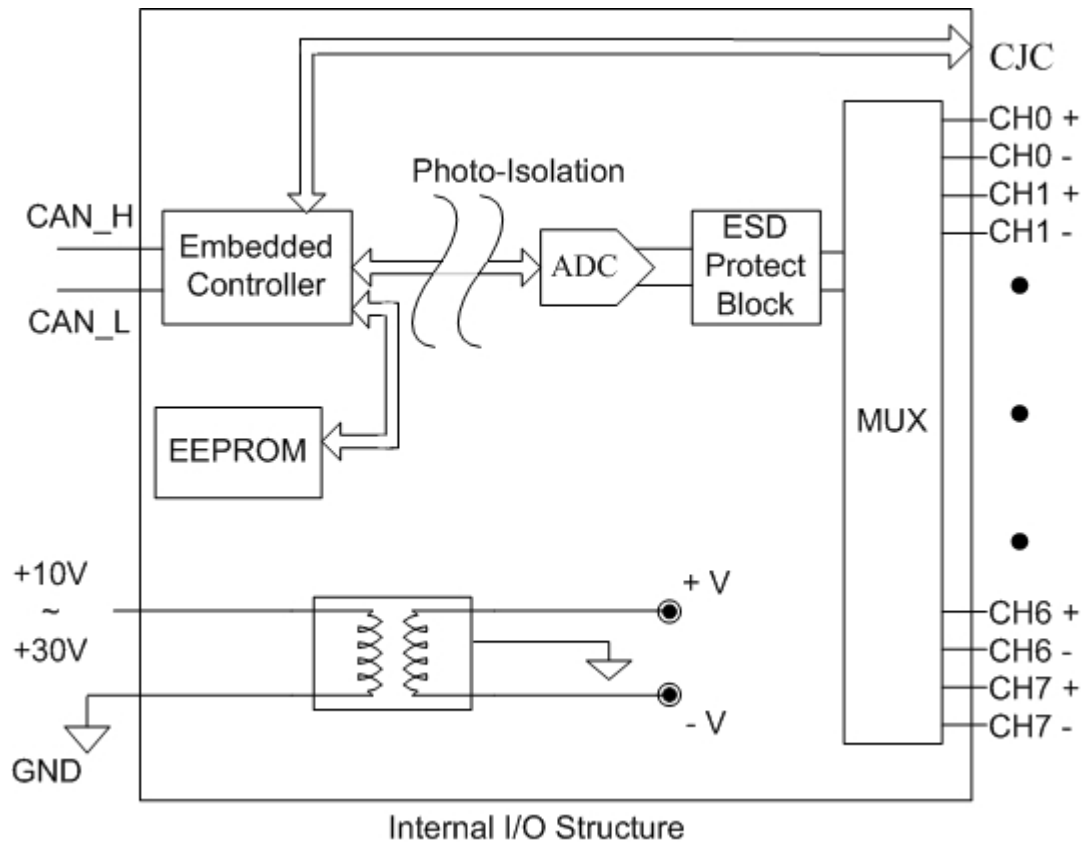 CJC
CH0 +
CH0 -
CH1 +
CH1 -
Photo-Isolation
CAN_H
CAN_L
Embedded
Controller
ADC
ESD
Protect
Block
MUX
EEPROM
+10V
~
+30V
GND
+ V
- V
CH6 +
CH6 -
CH7 +
CH7 -
Internal I/O Structure